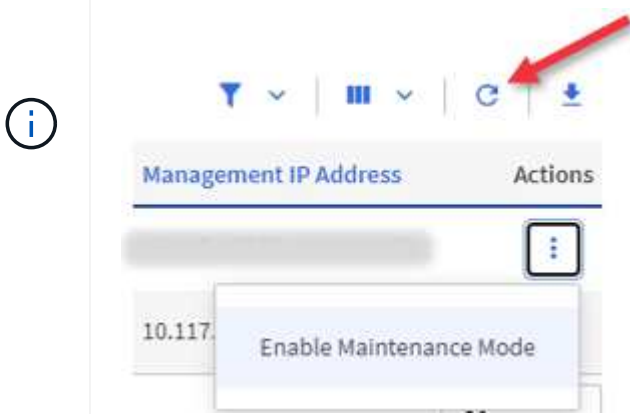 i
Management IP Address Actions
10.117.
Enable Maintenance Mode